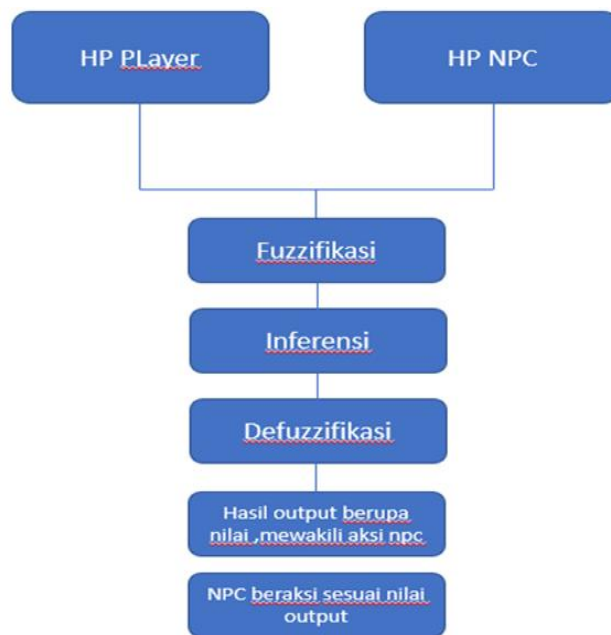 HP PLayer
HP NPC
Fuzzifikasi
Inferensi
Defuzzifikasi
Hasil output berupa
nilai ,mewakili aksi npc
NPC beraksi sesuai nilai
output